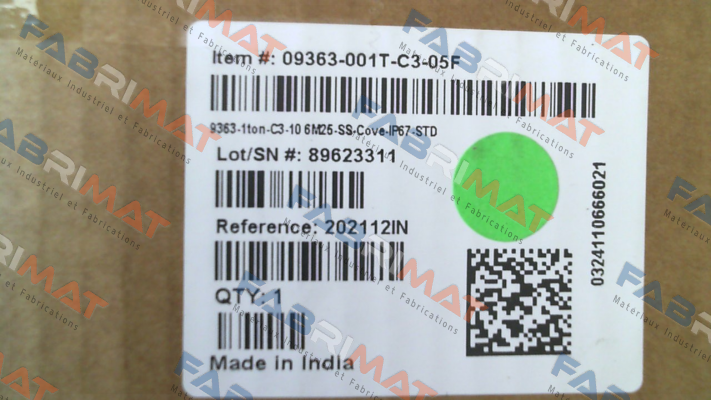 Item #: 09363-001T-C3-05F
9363-1ton-C3-10 6M25-SS-Cove-IP67-STD
Lot/SN #: 89623311
Reference: 202112IN
QTY: 1
Made in India
0324110666021
FABRIMAT
Materiaux Industriel et Fabrications